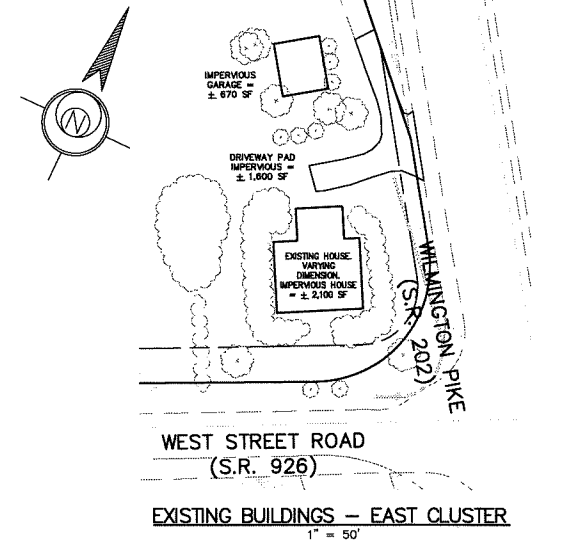 IMPERVIOUS
GARAGE =
± 670 SF
N
DRIVEWAY PAD
IMPERVIOUS =
± 1,600 SF
EXISTING HOUSE.
VARYING
DIMENSION.
IMPERVIOUS HOUSE
= ± 2,100 SF
WILMINGTON PIKE
(S.R. 202)
WEST STREET ROAD
(S.R. 926)
EXISTING BUILDINGS – EAST CLUSTER
1" = 50'